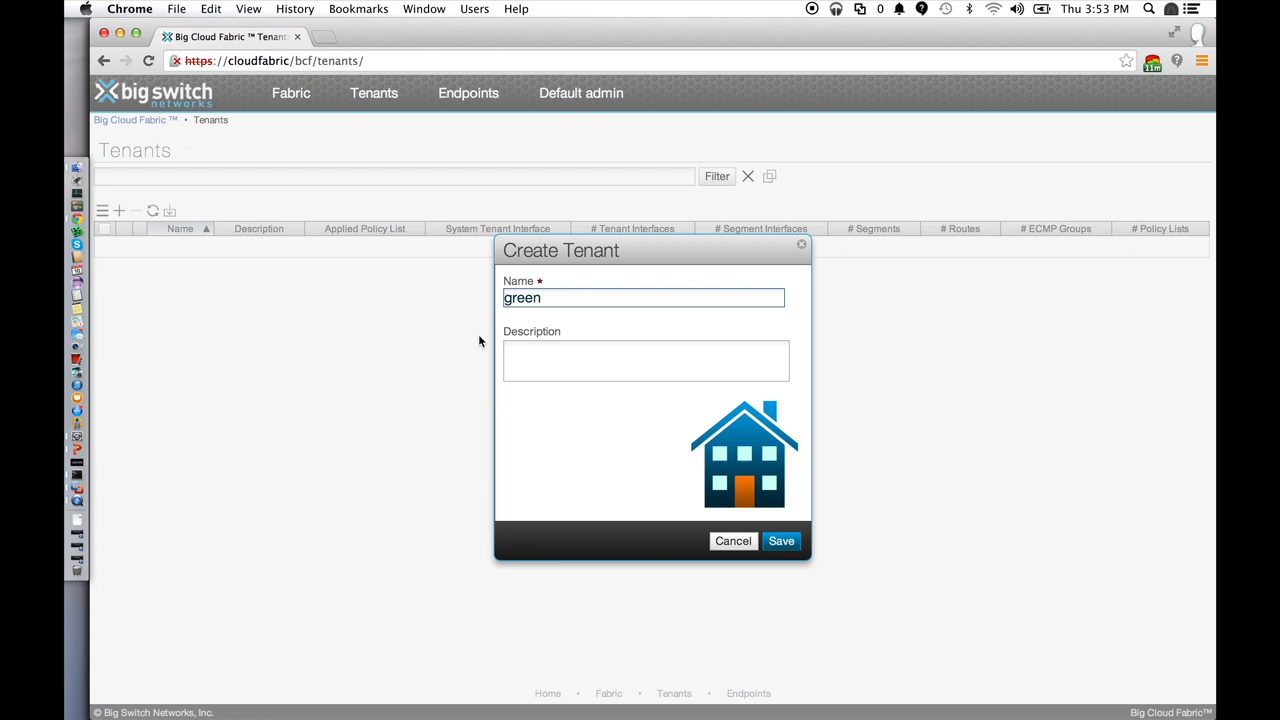 Chrome File Edit View History Bookmarks Window Users Help 0 Thu 3:53 PM
Big Cloud Fabric ™ Tenant
https://cloudfabric/bcf/tenants/ 11m
big switch networks Fabric Tenants Endpoints Default admin
Big Cloud Fabric ™ • Tenants
Tenants
Filter
Name Description Applied Policy List System Tenant Interface # Tenant Interfaces # Segment Interfaces # Segments # Routes # ECMP Groups # Policy Lists
Create Tenant
Name *
green
Description
Cancel Save
Home • Fabric • Tenants • Endpoints
© Big Switch Networks, Inc. Big Cloud Fabric™